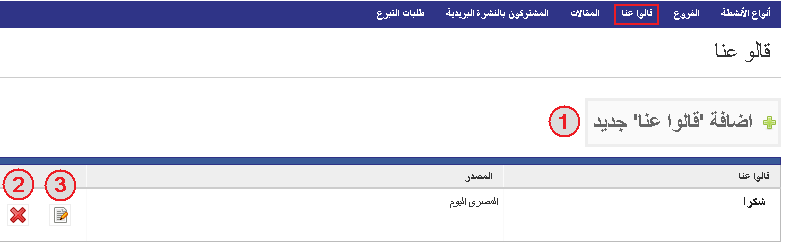 أنواع الأنشطة الفروع قالوا عنا المقالات المشتركون بالنشرة البريدية طلبات التبرع
قالو عنا
اضافة 'قالوا عنا' جديد 1
قالوا عنا المصدر
3 2
شكرا المصرى اليوم